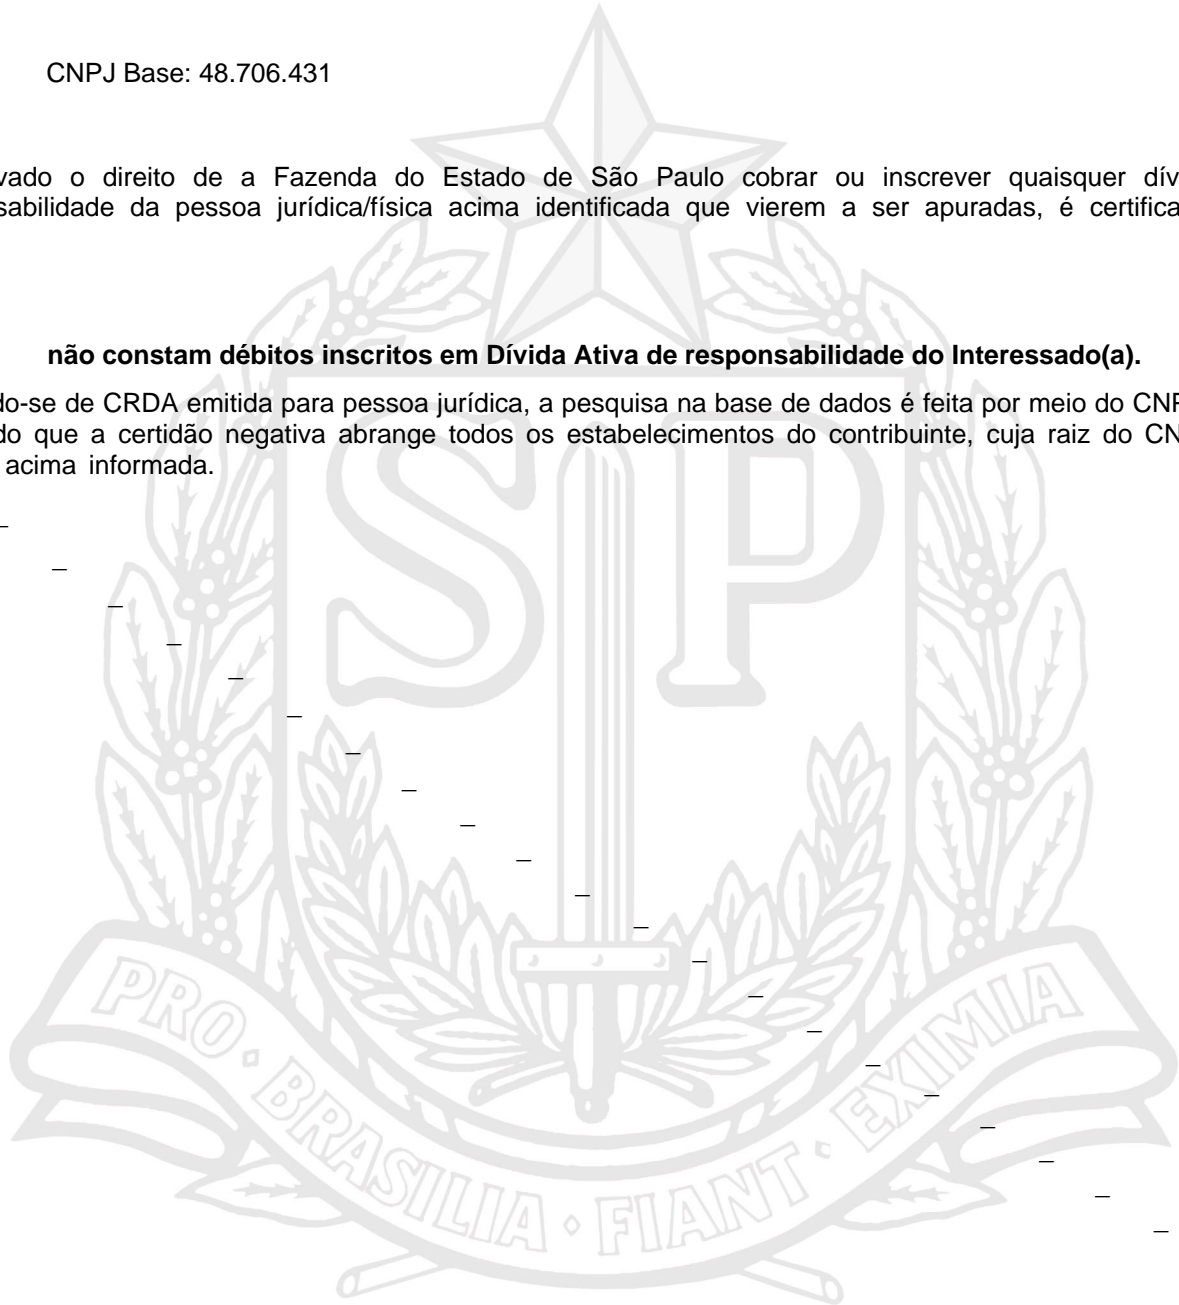 CNPJ Base: 48.706.431
vado o direito de a Fazenda do Estado de São Paulo cobrar ou inscrever quaisquer dív
sabilidade da pessoa jurídica/física acima identificada que vierem a ser apuradas, é certifica
não constam débitos inscritos em Dívida Ativa de responsabilidade do Interessado(a).
do-se de CRDA emitida para pessoa jurídica, a pesquisa na base de dados é feita por meio do CNP
do que a certidão negativa abrange todos os estabelecimentos do contribuinte, cuja raiz do CN
acima informada.
SP
PRO · BRASILIA · FIANT · EXIMIA